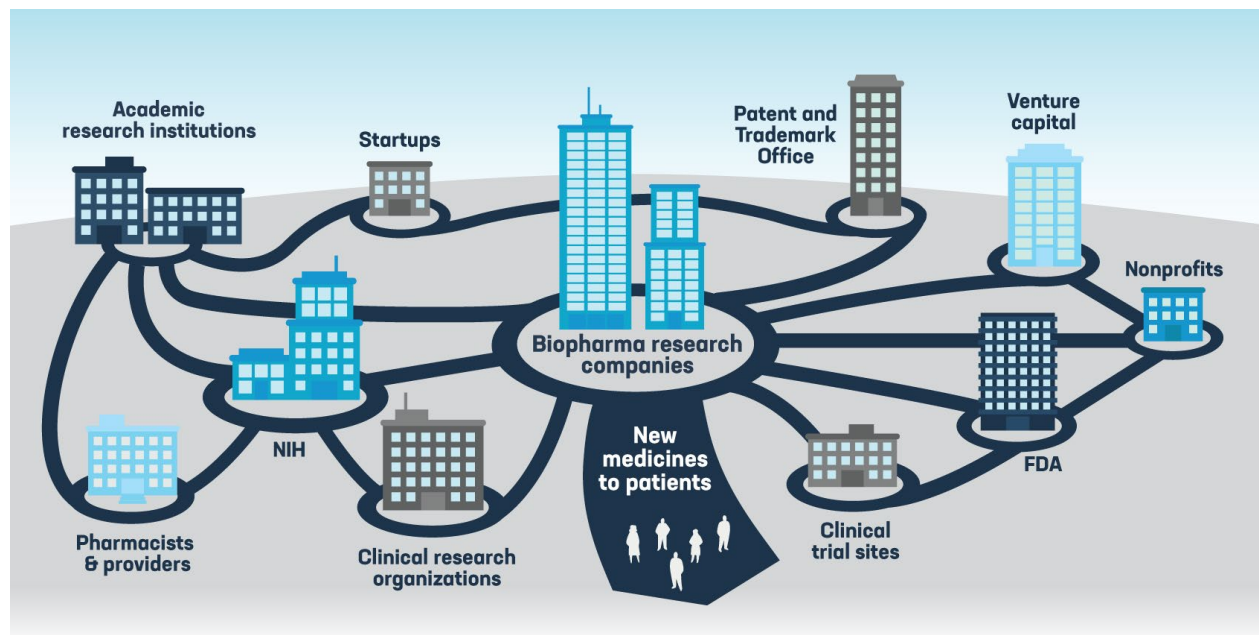 Academic
research institutions
Startups
Patent and
Trademark
Office
Venture
capital
Nonprofits
Biopharma research
companies
NIH
New
medicines
to patients
FDA
Pharmacists
& providers
Clinical research
organizations
Clinical
trial sites